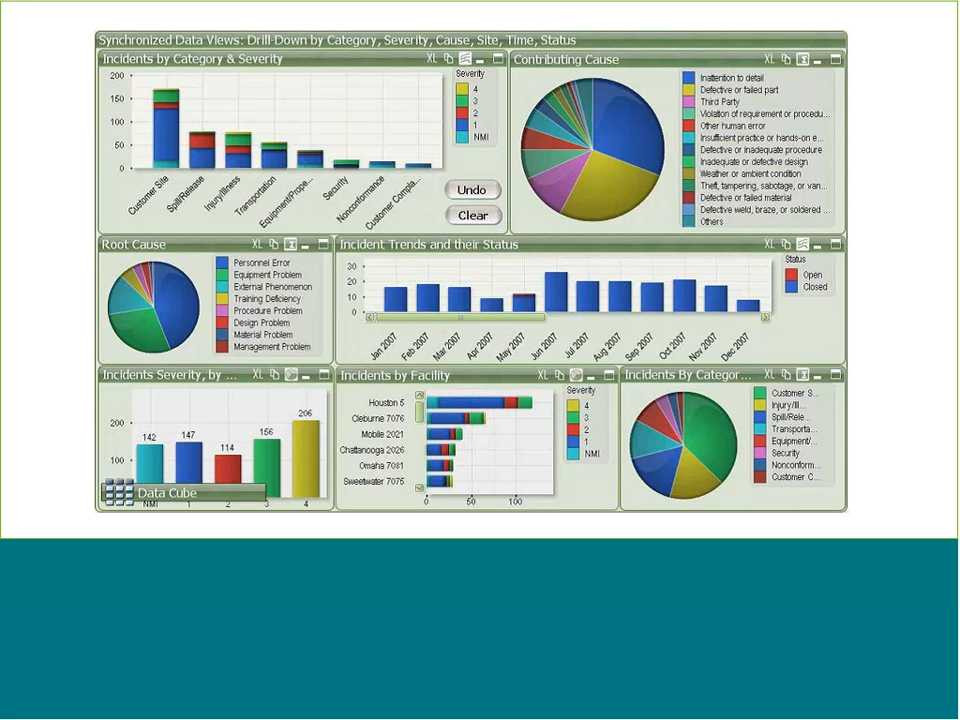 Synchronized Data Views: Drill-Down by Category, Severity, Cause, Site, Time, Status
Incidents by Category & Severity
XL
200
150
100
50
0
Customer Site
Spill/Release
Injury/Illness
Transportation
Equipment/Prope...
Security
Nonconformance
Customer Compla...
Severity
4
3
2
1
NMI
Undo
Clear
Contributing Cause
XL
Inattention to detail
Defective or failed part
Third Party
Violation of requirement or procedu...
Other human error
Insufficient practice or hands-on e...
Defective or inadequate procedure
Inadequate or defective design
Weather or ambient condition
Theft, tampering, sabotage, or van...
Defective or failed material
Defective weld, braze, or soldered ...
Others
Root Cause
XL
Personnel Error
Equipment Problem
External Phenomenon
Training Deficiency
Procedure Problem
Design Problem
Material Problem
Management Problem
Incident Trends and their Status
XL
30
20
10
0
Jan 2007
Feb 2007
Mar 2007
Apr 2007
May 2007
Jun 2007
Jul 2007
Aug 2007
Sep 2007
Oct 2007
Nov 2007
Dec 2007
Status
Open
Closed
Incidents Severity, by ...
XL
200
100
142
147
114
156
206
NMI
1
2
3
4
Data Cube
Incidents by Facility
XL
Houston 5
Cleburne 7076
Mobile 2021
Chattanooga 2026
Omaha 7081
Sweetwater 7075
0
50
100
Severity
4
3
2
1
NMI
Incidents By Categor...
XL
Customer S...
Injury/Ill...
Spill/Rele...
Transporta...
Equipment/...
Security
Nonconform...
Customer C...